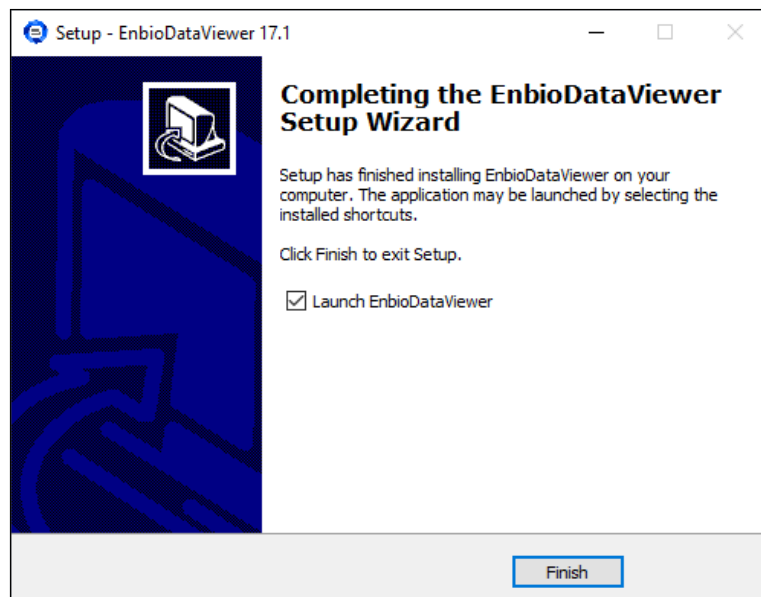 Setup - EnbioDataViewer 17.1
Completing the EnbioDataViewer
Setup Wizard
Setup has finished installing EnbioDataViewer on your
computer. The application may be launched by selecting the
installed shortcuts.
Click Finish to exit Setup.
Launch EnbioDataViewer
Finish